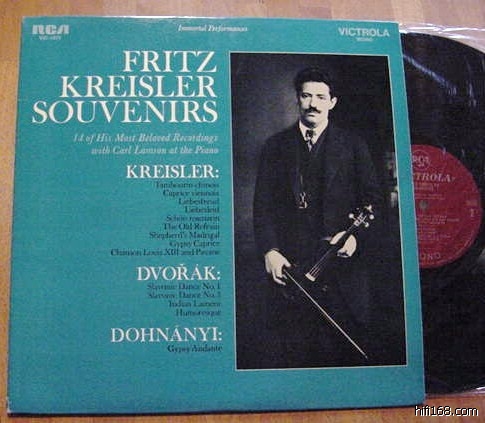 RCA
Immortal Performances
VICTROLA
FRITZ
KREISLER
SOUVENIRS
14 of His Most Beloved Recordings
with Carl Lamson at the Piano
KREISLER:
Tambourin chinois
Caprice viennois
Liebesfreud
Liebesleid
Schön rosmarin
The Old Refrain
Shepherd's Madrigal
Gypsy Caprice
Chanson Louis XIII and Pavane
DVOŘÁK:
Slavonic Dance No. 1
Slavonic Dance No. 3
Indian Lament
Humoresque
DOHNÁNYI:
Gypsy Andante
VICTROLA
MONO
hifi168.com